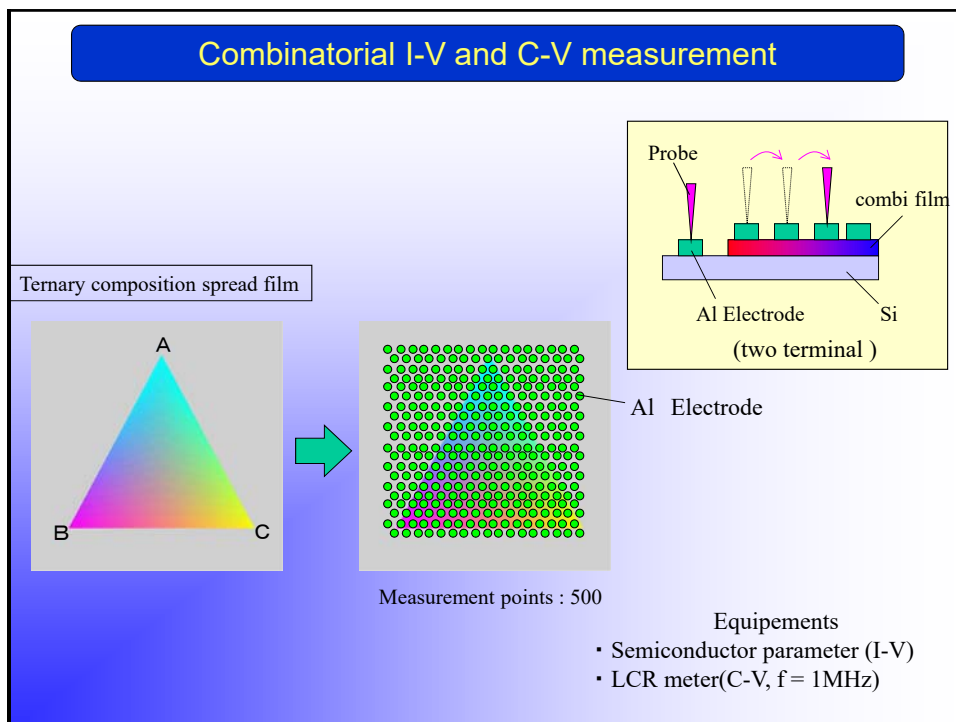 Combinatorial I-V and C-V measurement
Probe
combi film
Al Electrode
Si
(two terminal )
Ternary composition spread film
A
B
C
Al Electrode
Measurement points : 500
Equipements
・Semiconductor parameter (I-V)
・LCR meter(C-V, f = 1MHz)